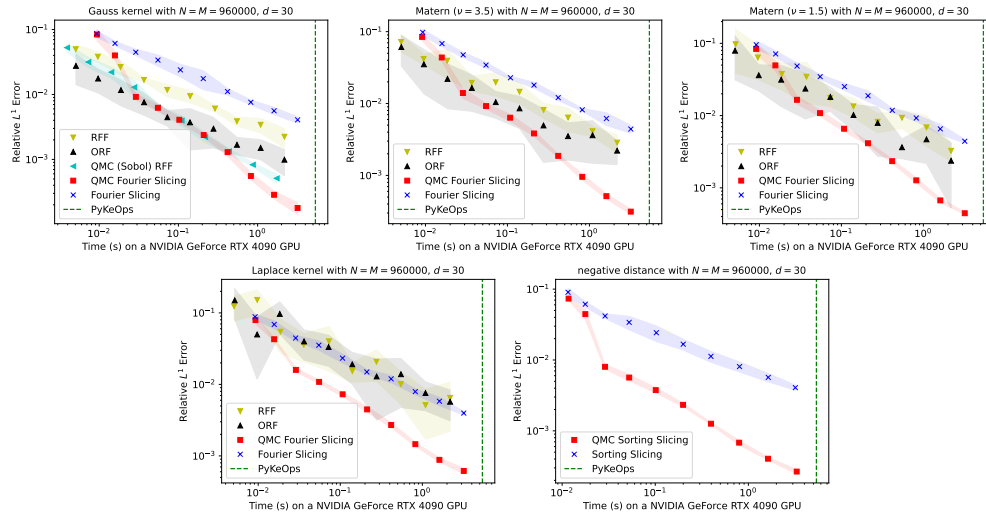 Gauss kernel with N = M = 960000, d = 30
Relative L¹ Error
10⁻¹
10⁻²
10⁻³
RFF
ORF
QMC (Sobol) RFF
QMC Fourier Slicing
Fourier Slicing
PyKeOps
10⁻² 10⁻¹ 10⁰
Time (s) on a NVIDIA GeForce RTX 4090 GPU
Matern (ν = 3.5) with N = M = 960000, d = 30
Relative L¹ Error
10⁻¹
10⁻²
10⁻³
RFF
ORF
QMC Fourier Slicing
Fourier Slicing
PyKeOps
10⁻² 10⁻¹ 10⁰
Time (s) on a NVIDIA GeForce RTX 4090 GPU
Matern (ν = 1.5) with N = M = 960000, d = 30
Relative L¹ Error
10⁻¹
10⁻²
10⁻³
RFF
ORF
QMC Fourier Slicing
Fourier Slicing
PyKeOps
10⁻² 10⁻¹ 10⁰
Time (s) on a NVIDIA GeForce RTX 4090 GPU
Laplace kernel with N = M = 960000, d = 30
Relative L¹ Error
10⁻¹
10⁻²
10⁻³
RFF
ORF
QMC Fourier Slicing
Fourier Slicing
PyKeOps
10⁻² 10⁻¹ 10⁰
Time (s) on a NVIDIA GeForce RTX 4090 GPU
negative distance with N = M = 960000, d = 30
Relative L¹ Error
10⁻¹
10⁻²
10⁻³
QMC Sorting Slicing
Sorting Slicing
PyKeOps
10⁻² 10⁻¹ 10⁰
Time (s) on a NVIDIA GeForce RTX 4090 GPU